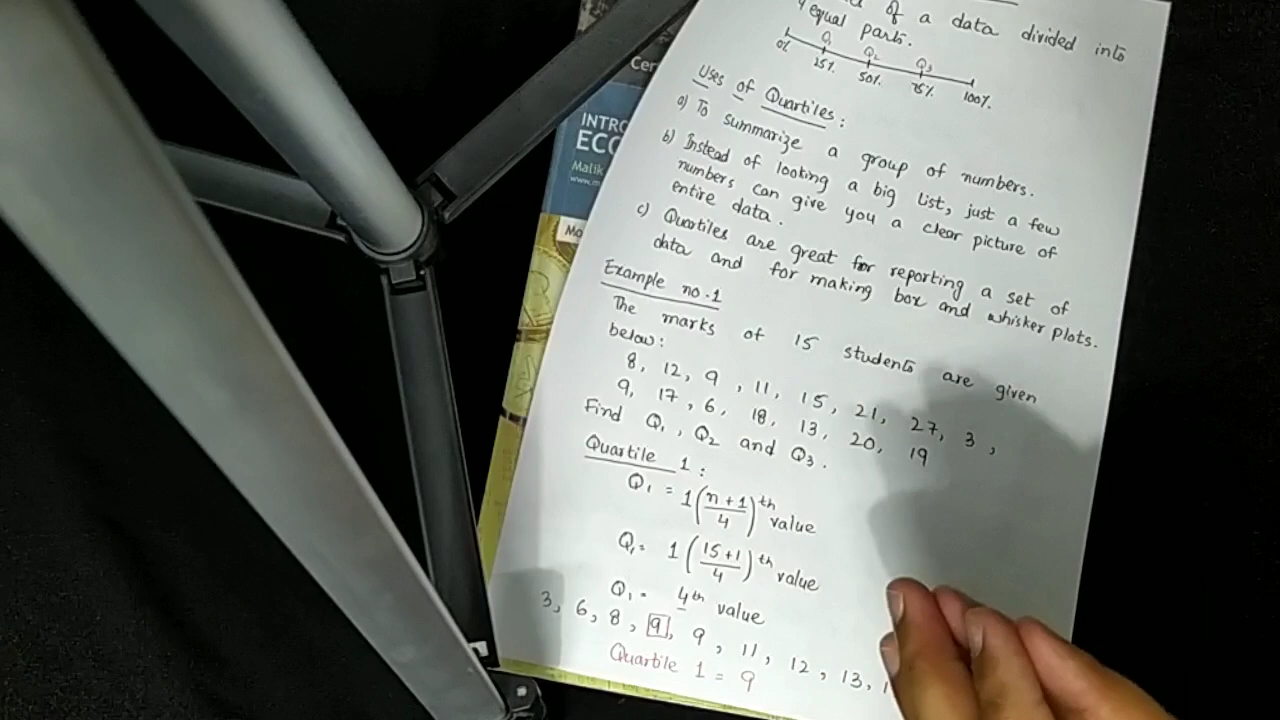 of a data divided into
4 equal parts.
Q₁ Q₂ Q₃
0% 25% 50% 75% 100%
Uses of Quartiles:
a) To summarize a group of numbers.
b) Instead of looking a big list, just a few
numbers can give you a clear picture of
entire data.
c) Quartiles are great for reporting a set of
data and for making box and whisker plots.
Example no.1
The marks of 15 students are given
below:
8, 12, 9, 11, 15, 21, 27, 3,
9, 17, 6, 18, 13, 20, 19
Find Q₁, Q₂ and Q₃.
Quartile 1:
Q₁ = 1((n+1)/4)th value
Q₁ = 1((15+1)/4)th value
Q₁ = 4th value
3, 6, 8, 9, 9, 11, 12, 13,
Quartile 1 = 9
INTRO
ECO
Malik